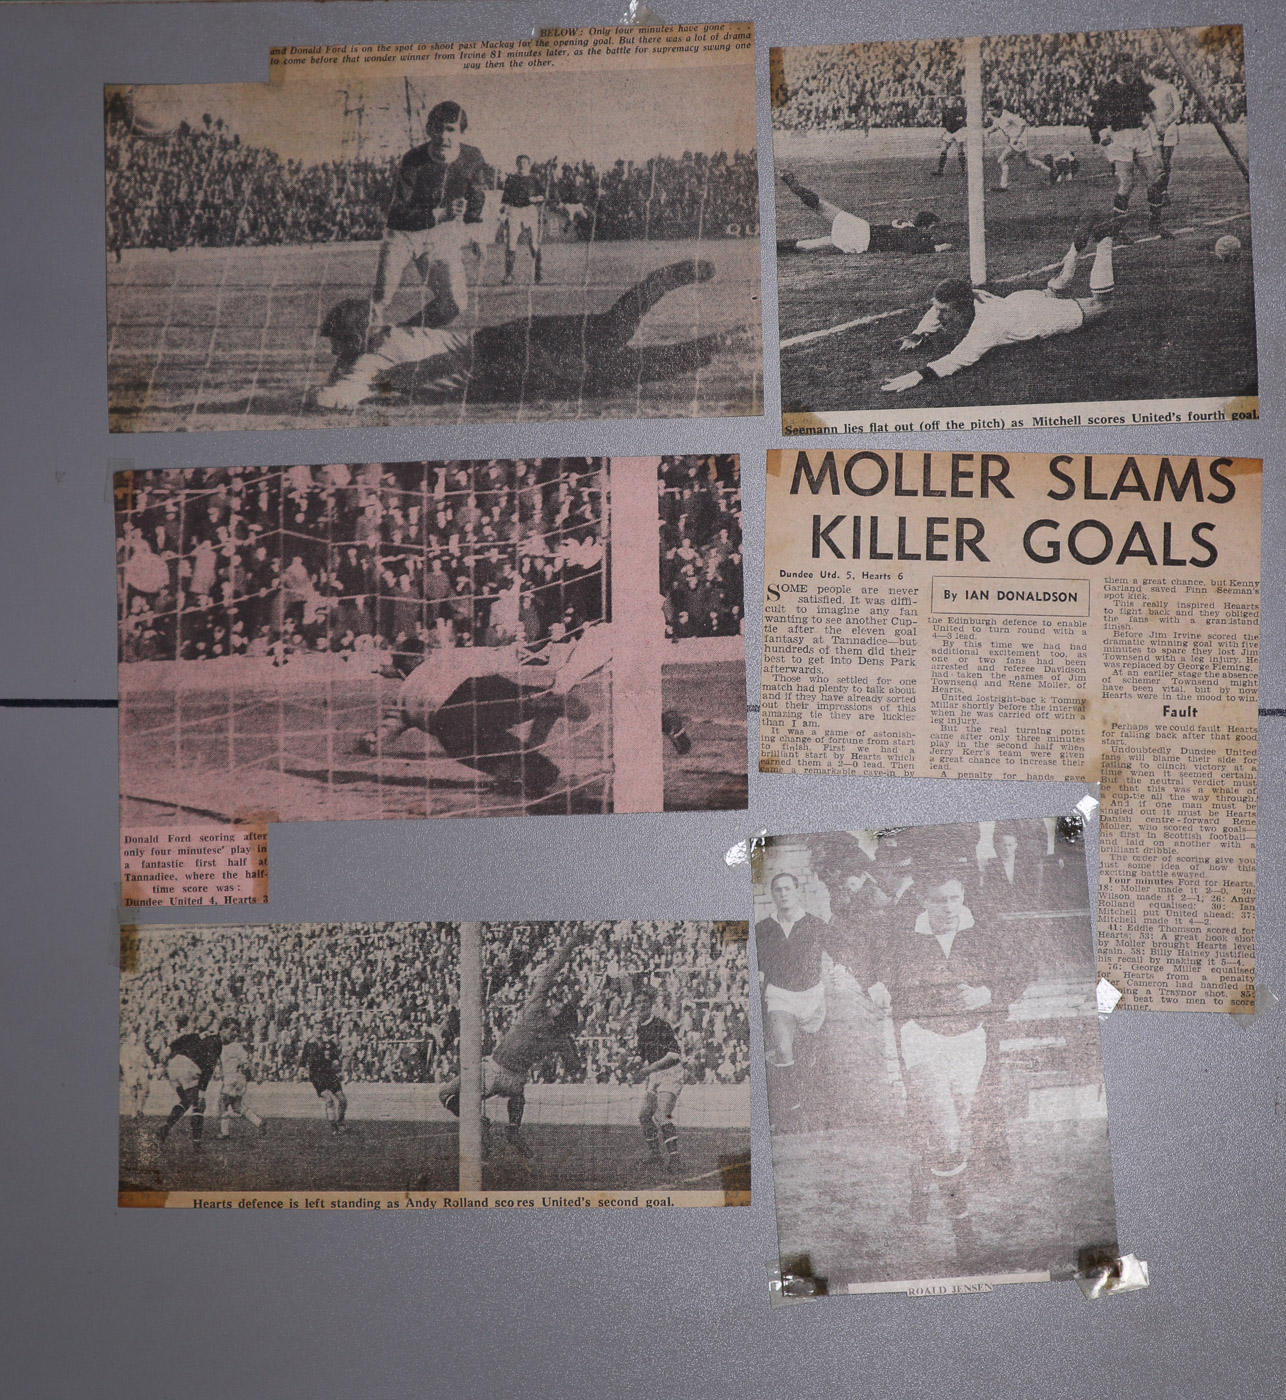 BELOW: Only four minutes have gone . . .
and Donald Ford is on the spot to shoot past Mackay for the opening goal. But there was a lot of drama
to come before that wonder winner from Irvine 81 minutes later, as the battle for supremacy swung one
way then the other.
QU
Seemann lies flat out (off the pitch) as Mitchell scores United's fourth goal.
Donald Ford scoring after
only four minutesc' play in
a fantastic first half at
Tannadice, where the half-
time score was:
Dundee United 4, Hearts 3
Hearts defence is left standing as Andy Rolland scores United's second goal.
MOLLER SLAMS
KILLER GOALS
Dundee Utd. 5, Hearts 6
SOME people are never
satisfied. It was diffi-
cult to imagine any fan
wanting to see another Cup-
tie after the eleven goal
fantasy at Tannadice—but
hundreds of them did their
best to get into Dens Park
afterwards.
Those who settled for one
match had plenty to talk about
and if they have already sorted
out their impressions of this
amazing tie they are luckier
than I am.
It was a game of astonish-
ing change of fortune from start
to finish. First we had a
brilliant start by Hearts which
earned them a 2—0 lead. Then
came a remarkable cave-in by
By IAN DONALDSON
the Edinburgh defence to enable
United to turn round with a
4—3 lead.
By this time we had had
additional excitement too, as
one or two fans had been
arrested and referee Davidson
had taken the names of Jim
Townsend and Rene Moller, of
Hearts.
United lost right-bac k Tommy
Millar shortly before the interval
when he was carried off with a
leg injury.
But the real turning point
came after only three minutes
play in the second half when
Jerry Kerr's team were given
a great chance to increase their
lead.
A penalty for hands gave
them a great chance, but Kenny
Garland saved Finn Seeman's
spot kick.
This really inspired Hearts
to fight back and they obliged
the fans with a grandstand
finish.
Before Jim Irvine scored the
dramatic winning goal with five
minutes to spare they lost Jim
Townsend with a leg injury. He
was replaced by George Fleming.
At an earlier stage the absence
of schemer Townsend might
have been vital, but by now
Hearts were in the mood to win.
Fault
Perhaps we could fault Hearts
for falling back after that good
start.
Undoubtedly Dundee United
fans will blame their side for
failing to clinch victory at a
time when it seemed certain.
But the neutral verdict must
be that this was a whale of
a cup-tie all the way through.
And if one man must be
singled out it must be Hearts
Danish centre-forward Rene
Moller, who scored two goals—
his first in Scottish football—
and laid on another with a
brilliant dribble.
The order of scoring give you
just some idea of how this
exciting battle swayed.
Four minutes Ford for Hearts.
18: Moller made it 2—0, 20:
Wilson made it 2—1, 26: Andy
Rolland equalised; 30: Ian
Mitchell put United ahead; 37:
Mitchell made it 4—2.
41: Eddie Thomson scored for
Hearts; 53: A great hook shot
by Moller brought Hearts level
again. 58: Billy Hainey justified
his recall by making it 5—4.
76: George Miller equalised
for Hearts from a penalty
Cameron had handled in
a Traynor shot. 85:
beat two men to score
winner.
ROALD JENSEN